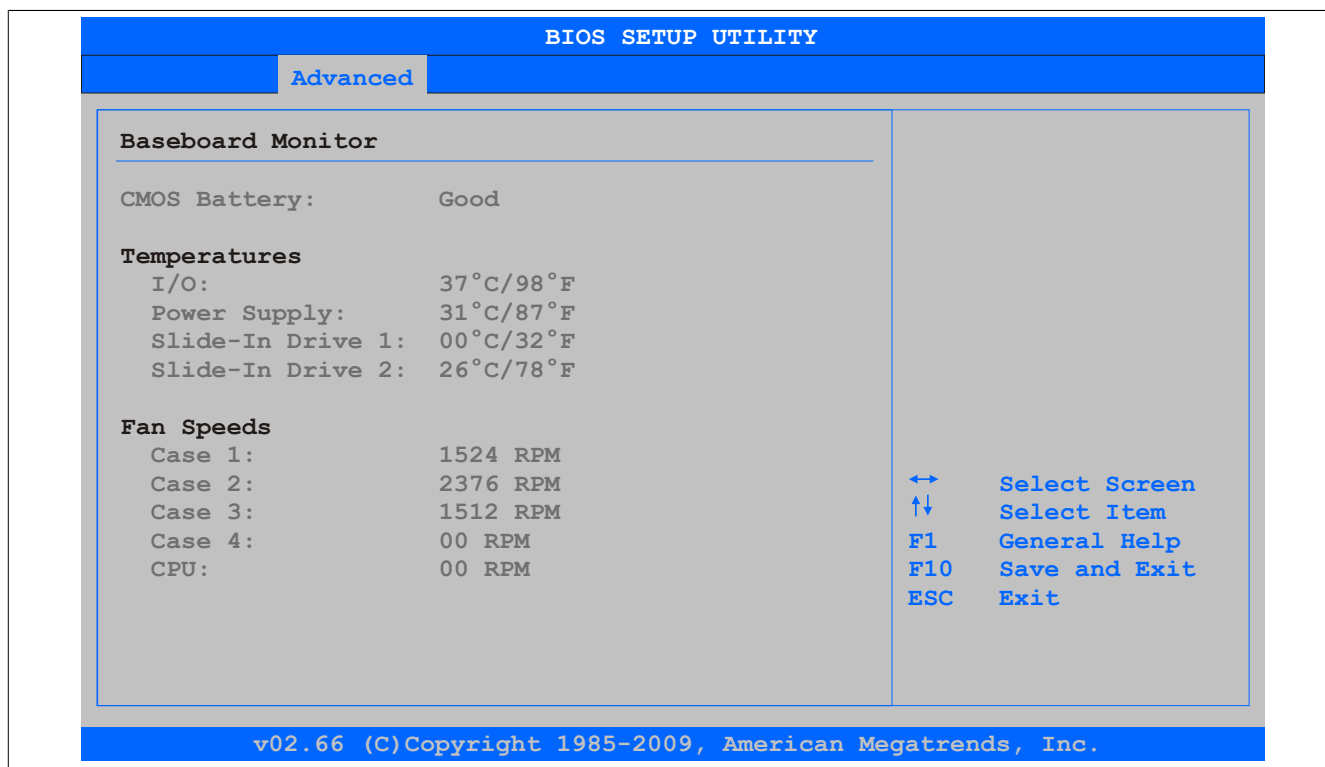 BIOS SETUP UTILITY
Advanced
Baseboard Monitor
CMOS Battery: Good
Temperatures
I/O: 37°C/98°F
Power Supply: 31°C/87°F
Slide-In Drive 1: 00°C/32°F
Slide-In Drive 2: 26°C/78°F
Fan Speeds
Case 1: 1524 RPM
Case 2: 2376 RPM
Case 3: 1512 RPM
Case 4: 00 RPM
CPU: 00 RPM
↔ Select Screen
↑↓ Select Item
F1 General Help
F10 Save and Exit
ESC Exit
v02.66 (C)Copyright 1985-2009, American Megatrends, Inc.